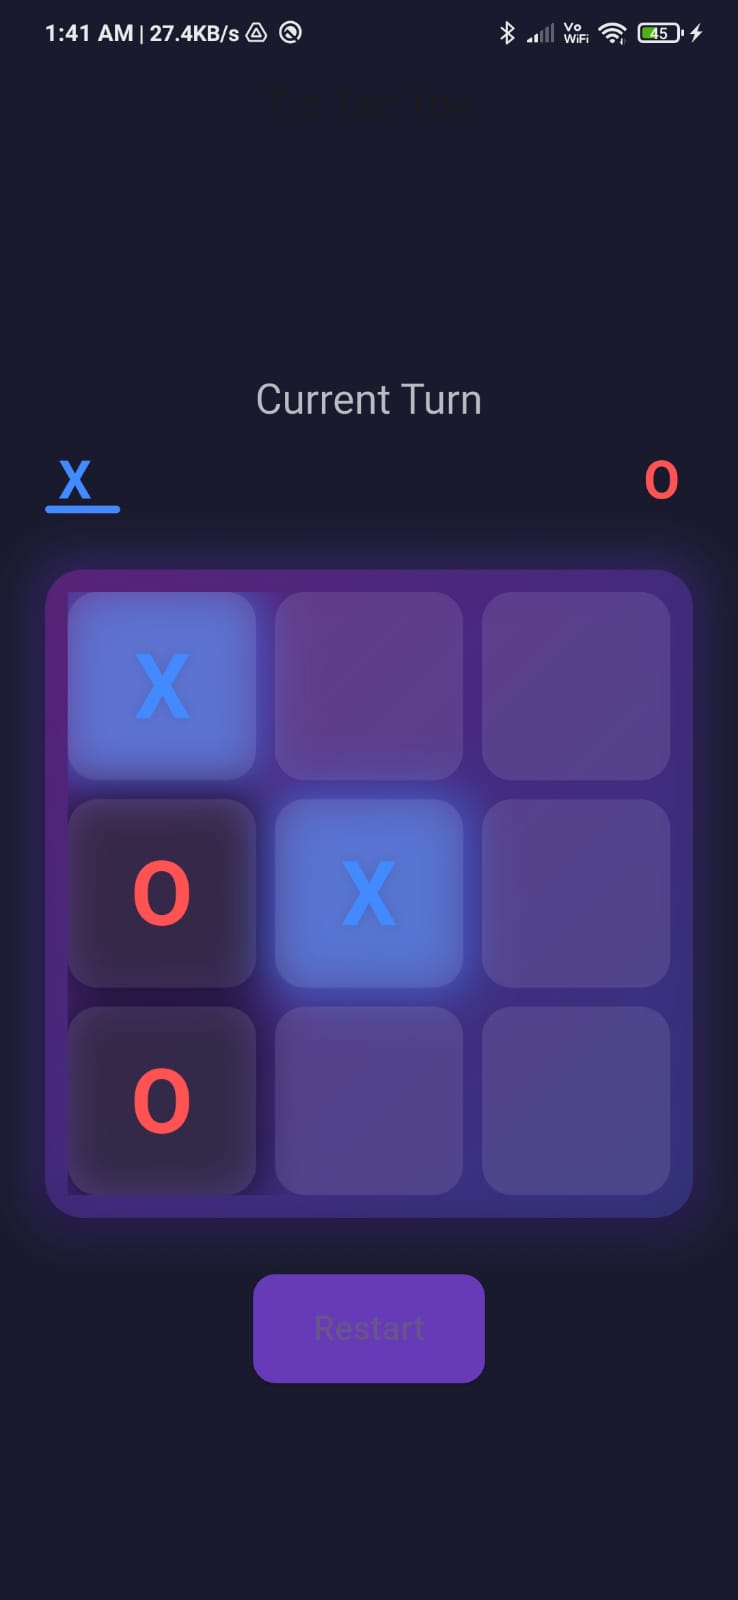 1:41 AM | 27.4KB/s Vo WiFi 45
Tic Tac Toe
Current Turn
X O
X
O X
O
Restart